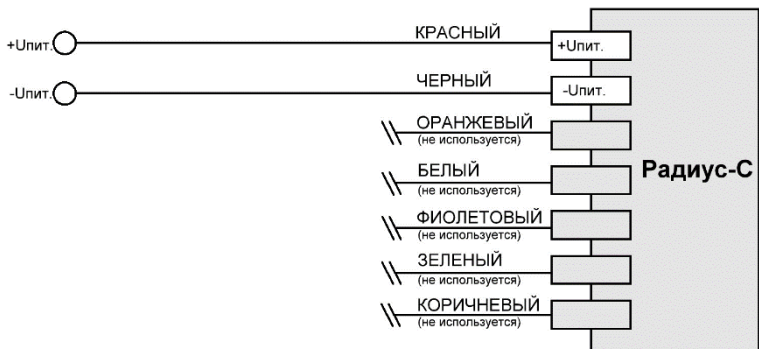 КРАСНЫЙ
+Uпит. +Uпит.
ЧЕРНЫЙ
-Uпит. -Uпит.
ОРАНЖЕВЫЙ
(не используется)
БЕЛЫЙ
(не используется)
Радиус-С
ФИОЛЕТОВЫЙ
(не используется)
ЗЕЛЕНЫЙ
(не используется)
КОРИЧНЕВЫЙ
(не используется)